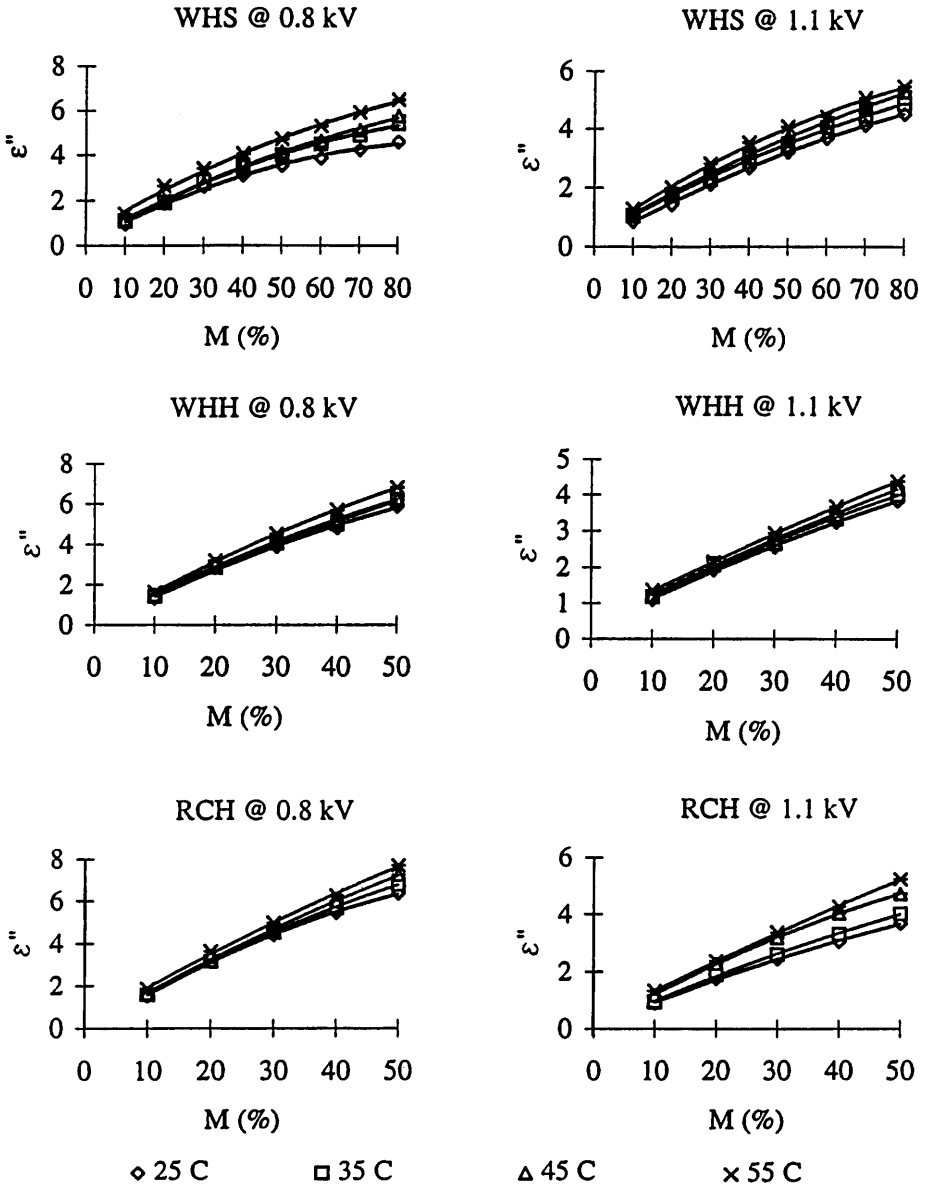 WHS @ 0.8 kV
8
6
4
2
0
ε"
0 10 20 30 40 50 60 70 80
M (%)
WHS @ 1.1 kV
6
4
2
0
ε"
0 10 20 30 40 50 60 70 80
M (%)
WHH @ 0.8 kV
8
6
4
2
0
ε"
0 10 20 30 40 50
M (%)
WHH @ 1.1 kV
5
4
3
2
1
0
ε"
0 10 20 30 40 50
M (%)
RCH @ 0.8 kV
8
6
4
2
0
ε"
0 10 20 30 40 50
M (%)
RCH @ 1.1 kV
6
4
2
0
ε"
0 10 20 30 40 50
M (%)
25 C 35 C 45 C 55 C